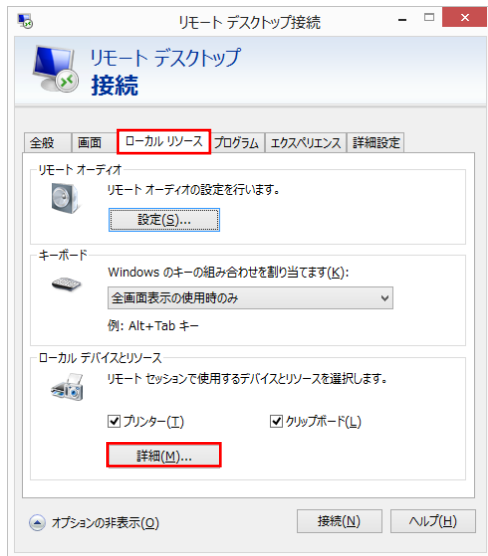 リモート デスクトップ接続
リモート デスクトップ
接続
全般 画面 ローカル リソース プログラム エクスペリエンス 詳細設定
リモート オーディオ
リモート オーディオの設定を行います。
設定(S)...
キーボード
Windows のキーの組み合わせを割り当てます(K):
全画面表示の使用時のみ
例: Alt+Tab キー
ローカル デバイスとリソース
リモート セッションで使用するデバイスとリソースを選択します。
プリンター(T) クリップボード(L)
詳細(M)...
オプションの非表示(O) 接続(N) ヘルプ(H)